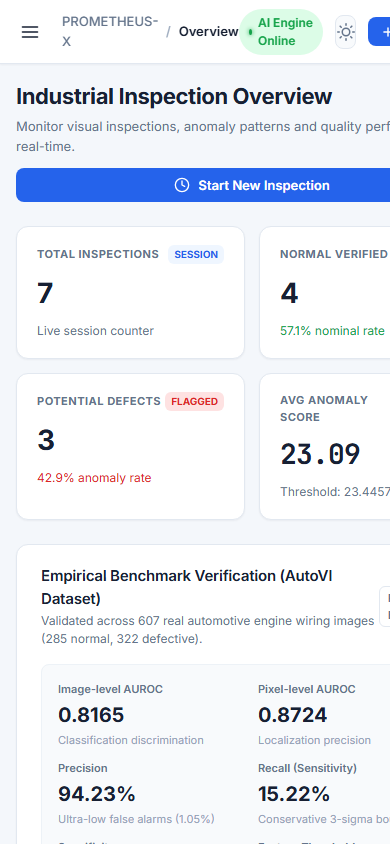 PROMETHEUS-
X
/ Overview
AI Engine
Online
Industrial Inspection Overview
Monitor visual inspections, anomaly patterns and quality perf
real-time.
Start New Inspection
TOTAL INSPECTIONS SESSION
7
Live session counter
NORMAL VERIFIED
4
57.1% nominal rate
POTENTIAL DEFECTS FLAGGED
3
42.9% anomaly rate
AVG ANOMALY
SCORE
23.09
Threshold: 23.4457
Empirical Benchmark Verification (AutoVI
Dataset)
Validated across 607 real automotive engine wiring images
(285 normal, 322 defective).
Image-level AUROC
0.8165
Classification discrimination
Pixel-level AUROC
0.8724
Localization precision
Precision
94.23%
Ultra-low false alarms (1.05%)
Recall (Sensitivity)
15.22%
Conservative 3-sigma bo